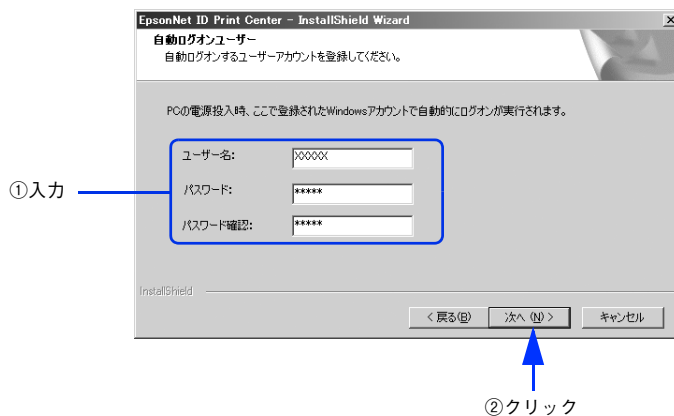 EpsonNet ID Print Center - InstallShield Wizard
自動ログオンユーザー
自動ログオンするユーザーアカウントを登録してください。
PCの電源投入時、ここで登録されたWindowsアカウントで自動的にログオンが実行されます。
ユーザー名: XXXXX
①入力
パスワード: *****
パスワード確認: *****
InstallShield
< 戻る(B) 次へ (N) > キャンセル
②クリック